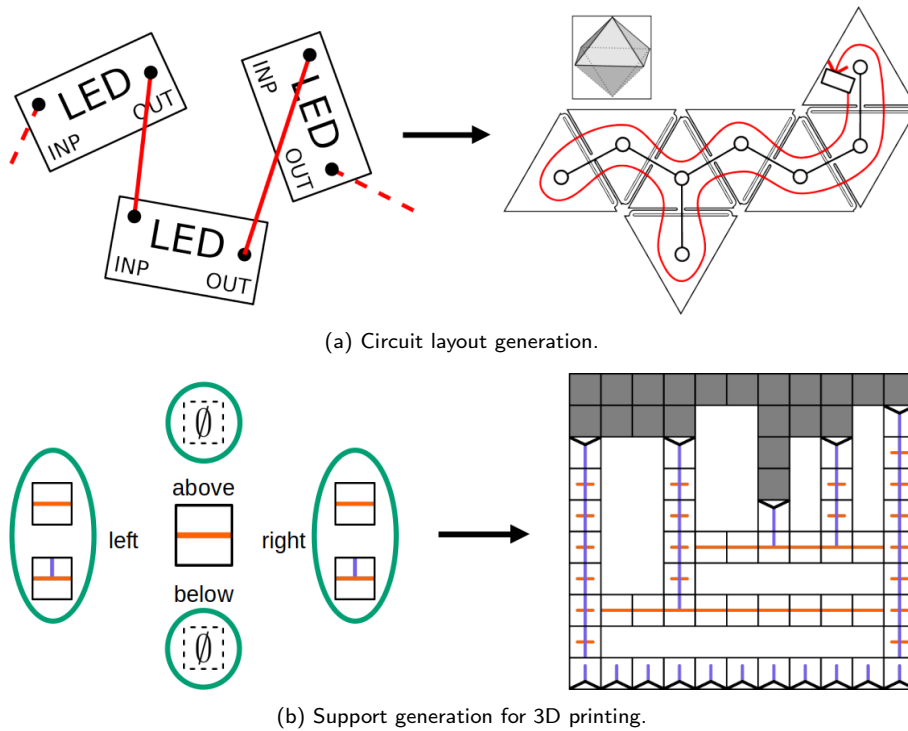 LED
INP
OUT
LED
INP
OUT
LED
INP
OUT
(a) Circuit layout generation.
∅
above
left
right
below
∅
(b) Support generation for 3D printing.